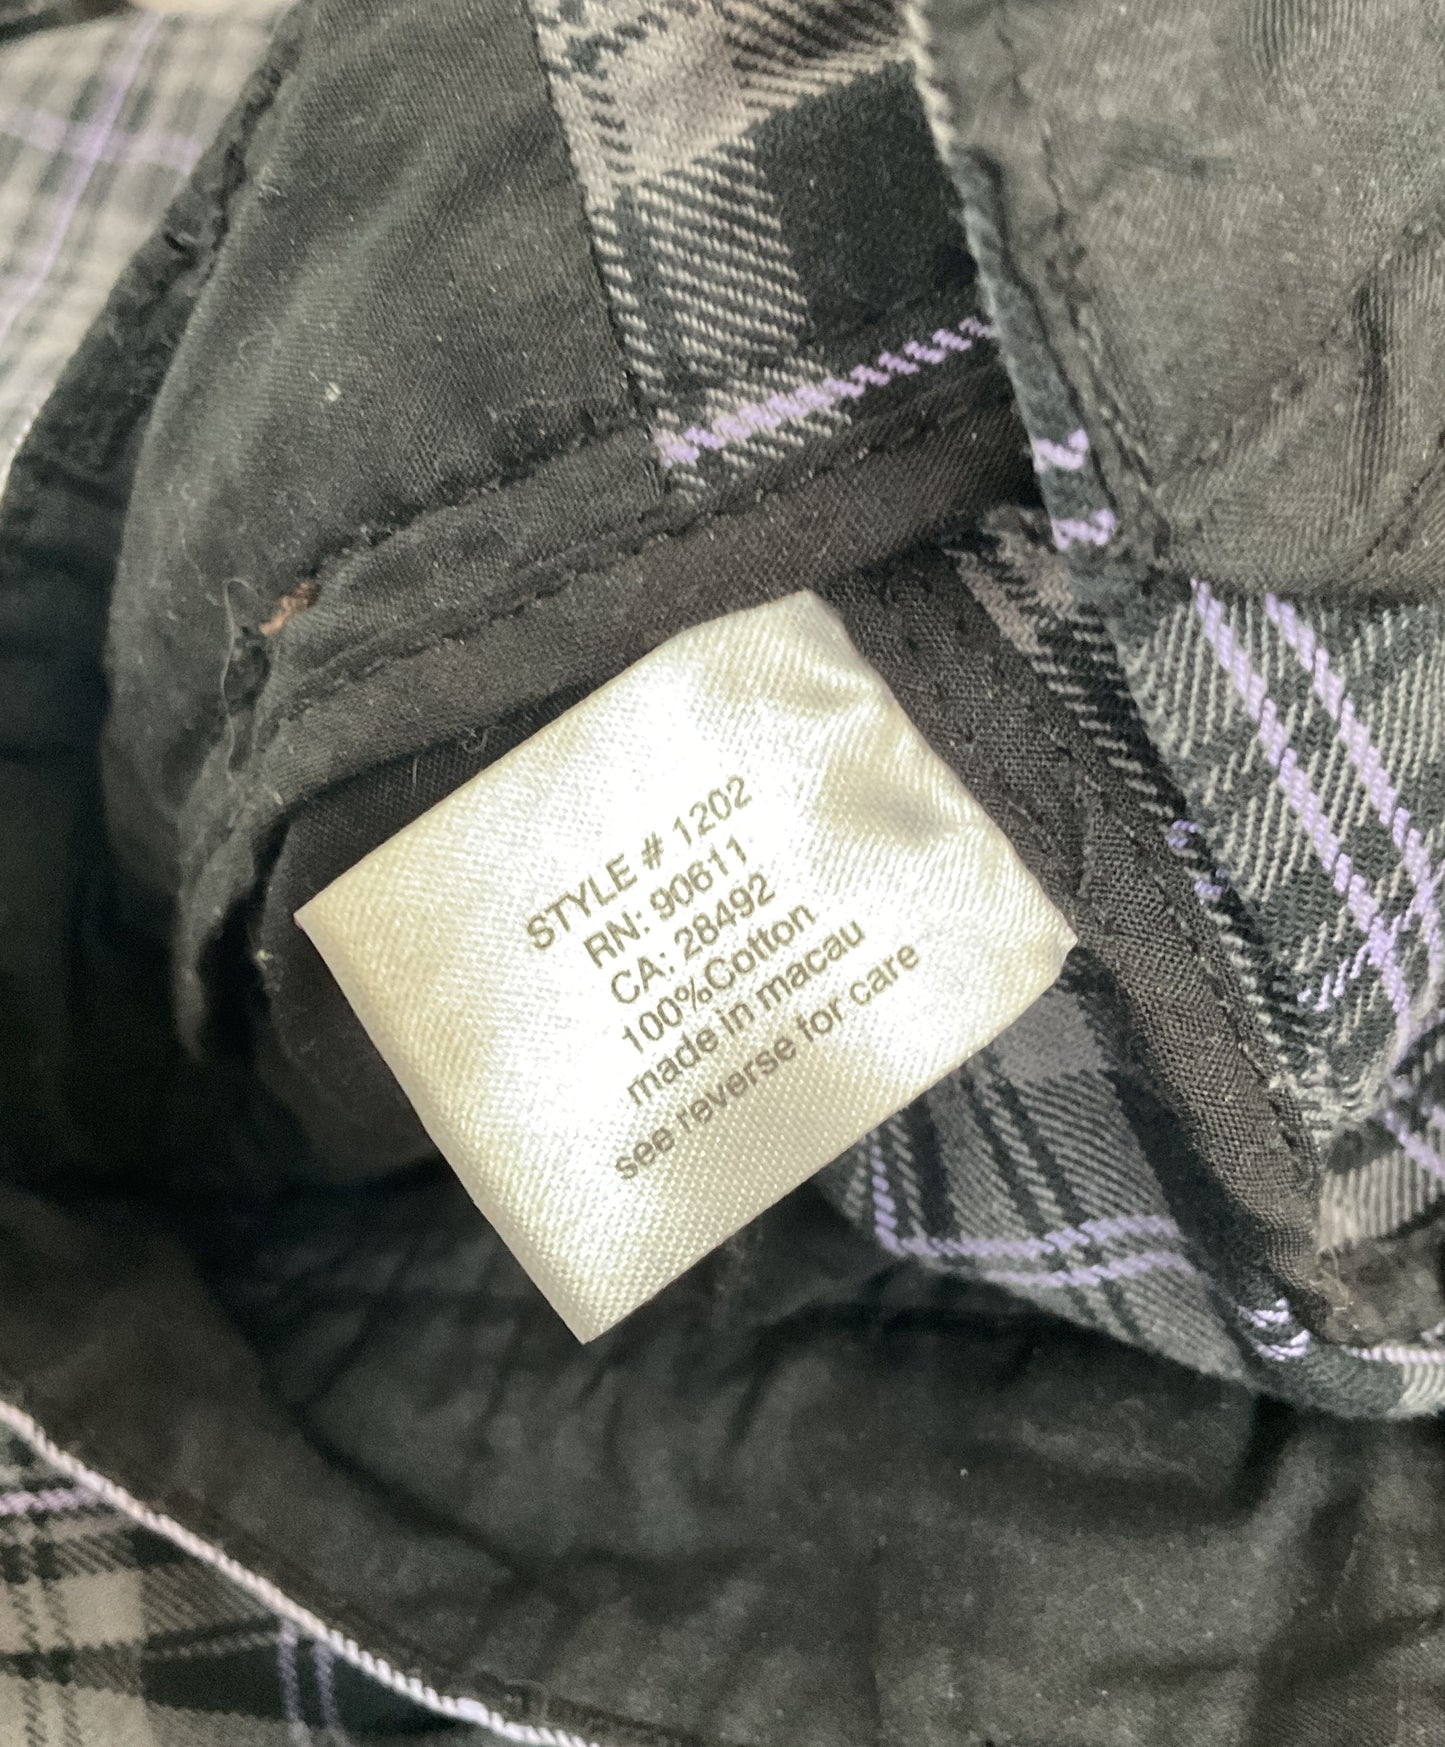 STYLE # 1202
RN: 90611
CA: 28492
100%Cotton
made in macau
see reverse for care